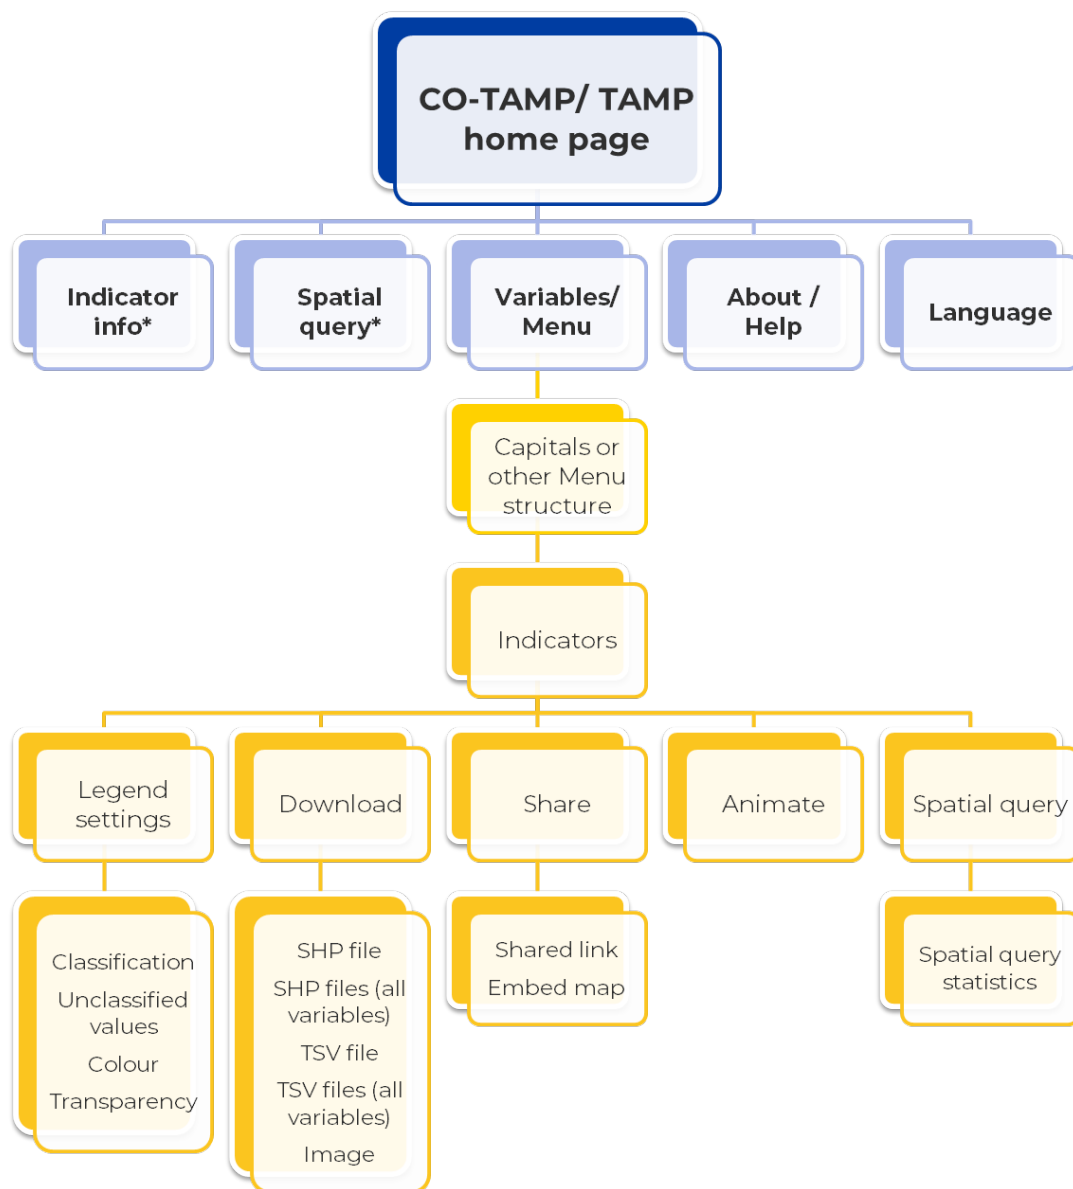 CO-TAMP/ TAMP
home page
Indicator
info*
Spatial
query*
Variables/
Menu
About /
Help
Language
Capitals or
other Menu
structure
Indicators
Legend
settings
Download
Share
Animate
Spatial query
Classification
Unclassified
values
Colour
Transparency
SHP file
SHP files (all
variables)
TSV file
TSV files (all
variables)
Image
Shared link
Embed map
Spatial query
statistics